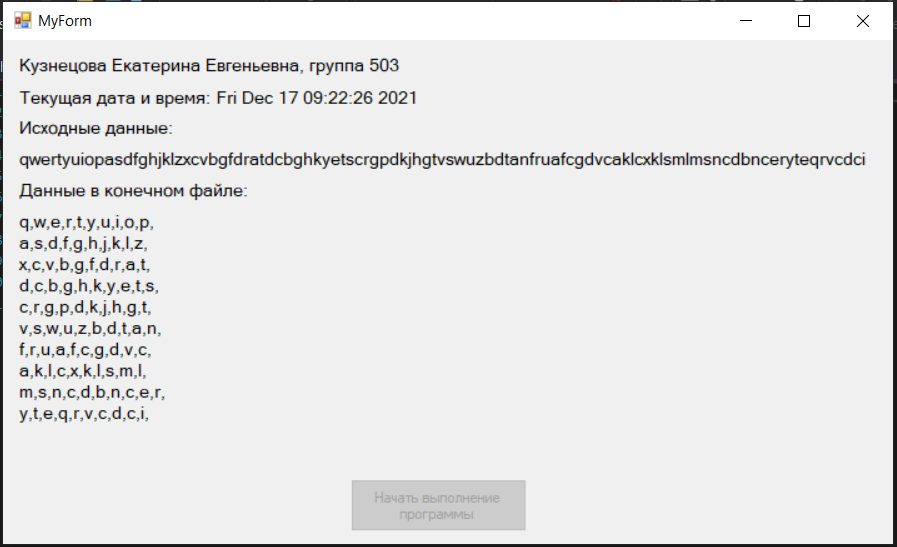 MyForm
Кузнецова Екатерина Евгеньевна, группа 503
Текущая дата и время: Fri Dec 17 09:22:26 2021
Исходные данные:
qwertyuiopasdfghjklzxcvbgfdratdcbghkyetscrgpdkjhgtvswuzbdtanfruafcgdvcaklcxklsmlmsncdbnceryteqrvcdci
Данные в конечном файле:
q,w,e,r,t,y,u,i,o,p,
a,s,d,f,g,h,j,k,l,z,
x,c,v,b,g,f,d,r,a,t,
d,c,b,g,h,k,y,e,t,s,
c,r,g,p,d,k,j,h,g,t,
v,s,w,u,z,b,d,t,a,n,
f,r,u,a,f,c,g,d,v,c,
a,k,l,c,x,k,l,s,m,l,
m,s,n,c,d,b,n,c,e,r,
y,t,e,q,r,v,c,d,c,i,
Начать выполнение
программы